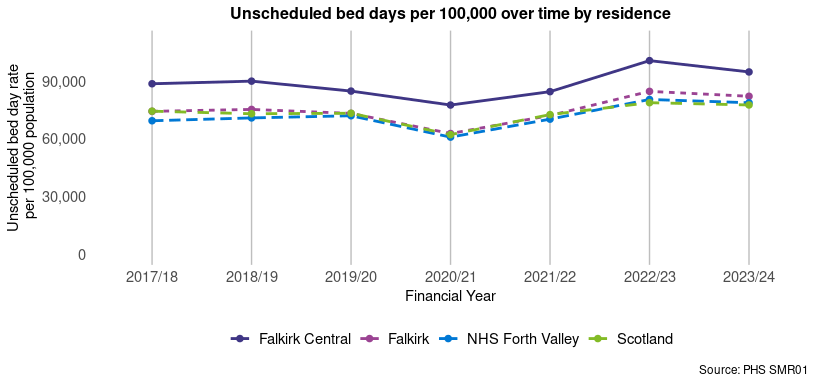 Unscheduled bed days per 100,000 over time by residence
Unscheduled bed day rate
per 100,000 population
90,000
60,000
30,000
0
2017/18 2018/19 2019/20 2020/21 2021/22 2022/23 2023/24
Financial Year
Falkirk Central Falkirk NHS Forth Valley Scotland
Source: PHS SMR01